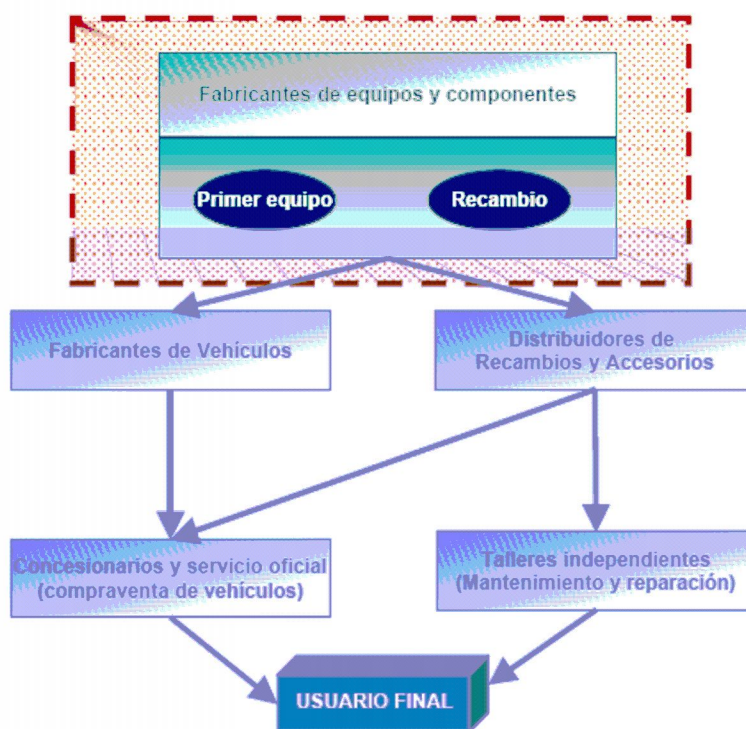 Fabricantes de equipos y componentes
Primer equipo
Recambio
Fabricantes de Vehículos
Distribuidores de
Recambios y Accesorios
Concesionarios y servicio oficial
(compraventa de vehículos)
Talleres independientes
(Mantenimiento y reparación)
USUARIO FINAL